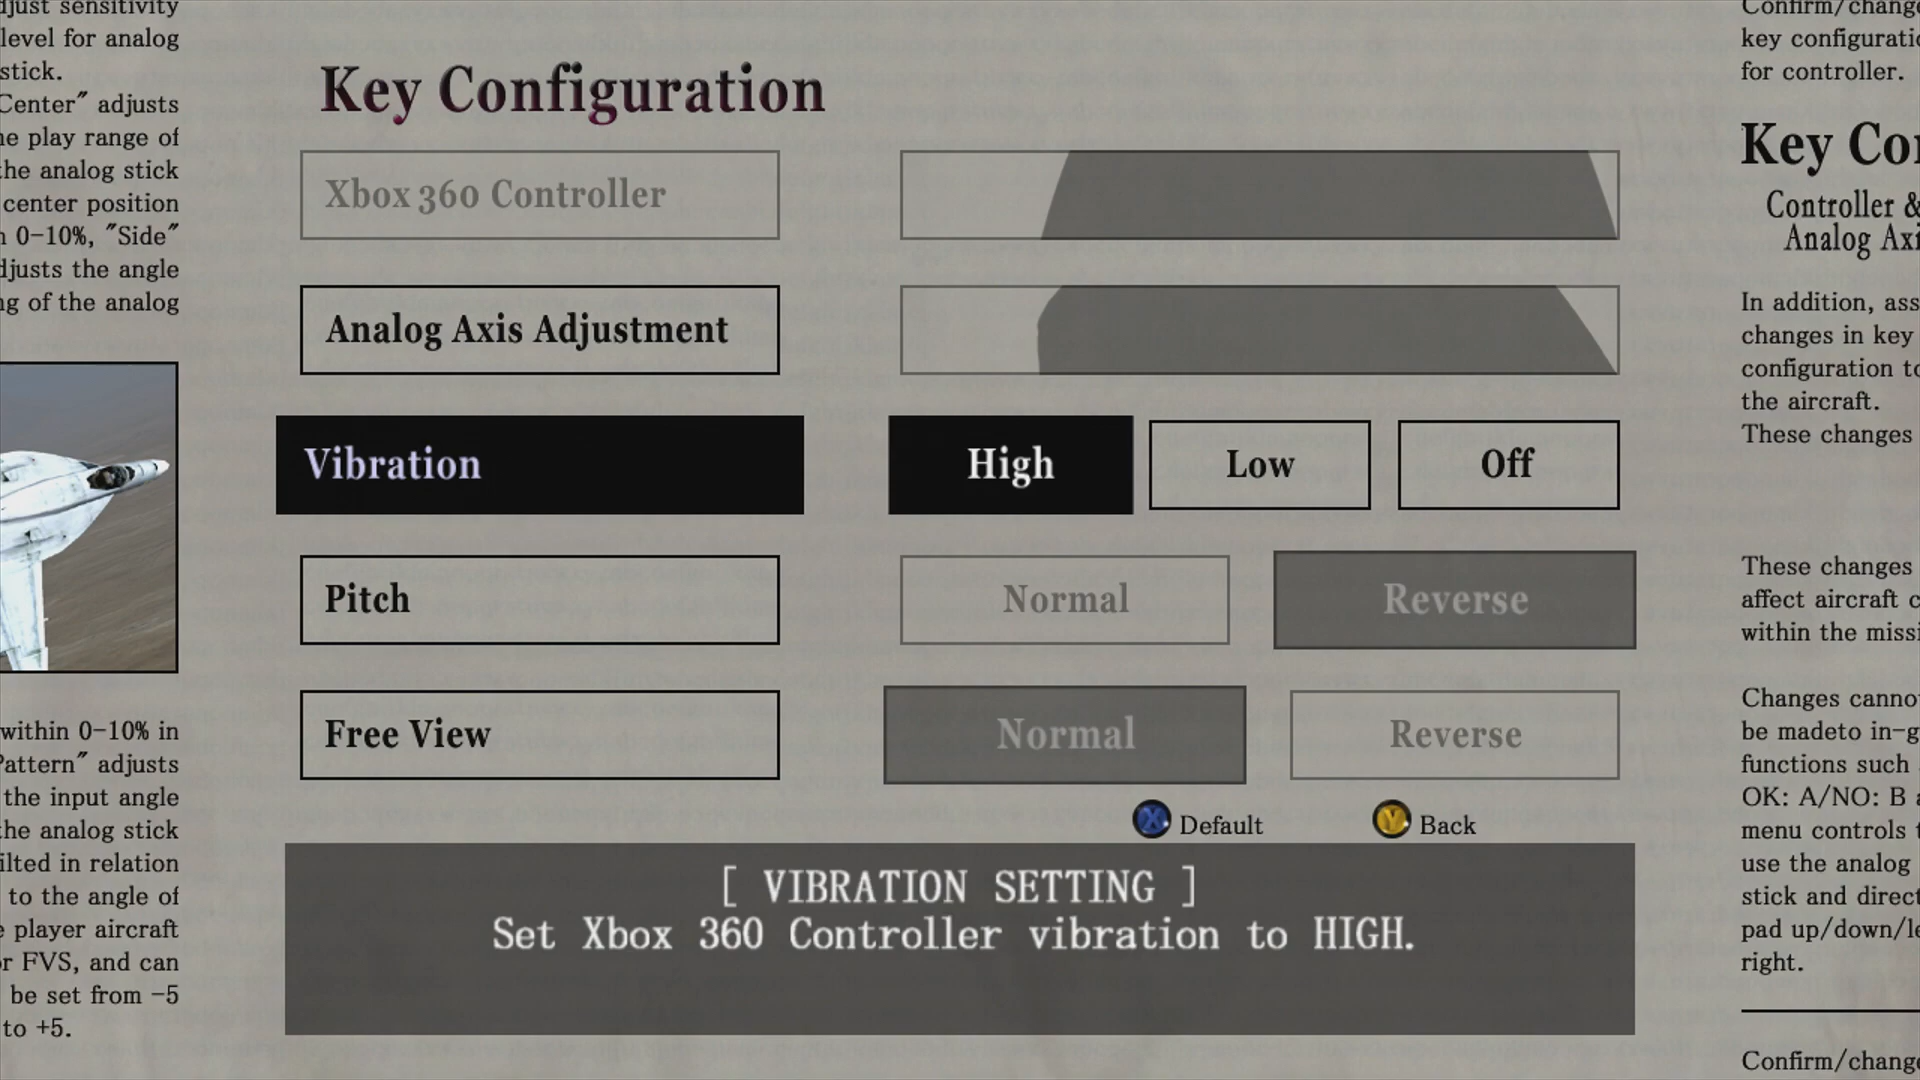 djust sensitivity
level for analog
stick.
Center" adjusts
he play range of
the analog stick
center position
n 0-10%, "Side"
djusts the angle
ng of the analog
within 0-10% in
Pattern" adjusts
the input angle
the analog stick
ilted in relation
to the angle of
e player aircraft
or FVS, and can
be set from -5
to +5.
Key Configuration
Xbox 360 Controller
Analog Axis Adjustment
Vibration
High
Low
Off
Pitch
Normal
Reverse
Free View
Normal
Reverse
X Default
Y Back
[ VIBRATION SETTING ]
Set Xbox 360 Controller vibration to HIGH.
Confirm/change
key configuratio
for controller.
Key Con
Controller &
Analog Axi
In addition, ass
changes in key
configuration to
the aircraft.
These changes
These changes
affect aircraft c
within the missi
Changes cannot
be madeto in-g
functions such
OK: A/NO: B a
menu controls t
use the analog
stick and direct
pad up/down/le
right.
Confirm/change